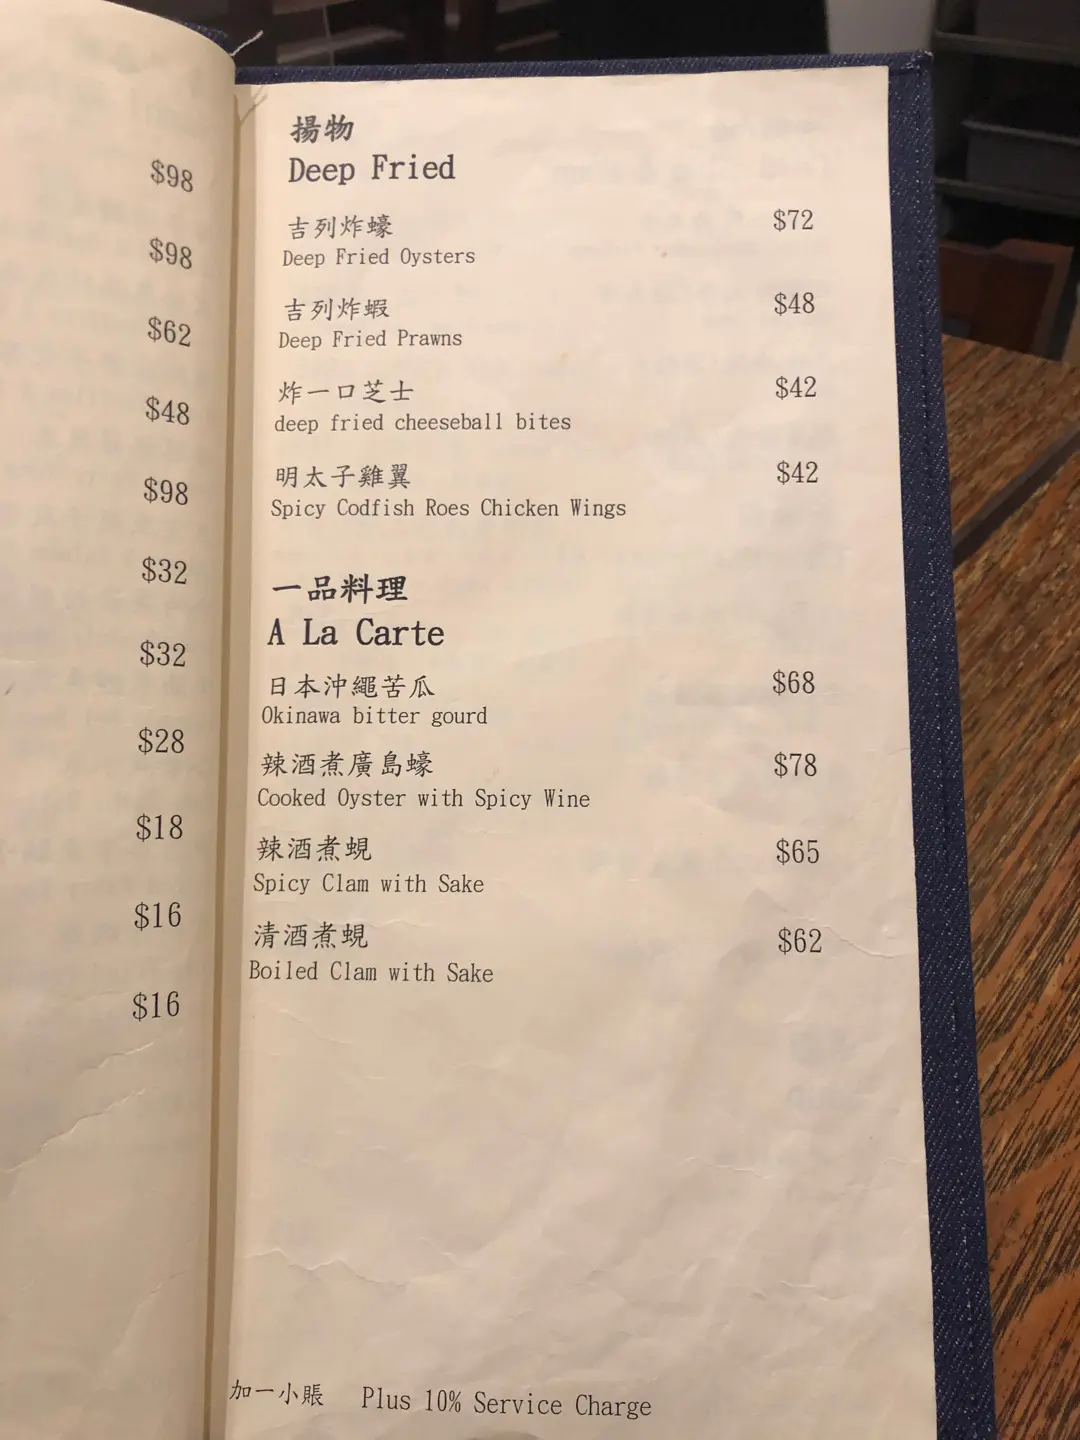 $98
$98
$62
$48
$98
$32
$32
$28
$18
$16
$16
揚物
Deep Fried
吉列炸蠔 $72
Deep Fried Oysters
吉列炸蝦 $48
Deep Fried Prawns
炸一口芝士 $42
deep fried cheeseball bites
明太子雞翼 $42
Spicy Codfish Roes Chicken Wings
一品料理
A La Carte
日本沖繩苦瓜 $68
Okinawa bitter gourd
辣酒煮廣島蠔 $78
Cooked Oyster with Spicy Wine
辣酒煮蜆 $65
Spicy Clam with Sake
清酒煮蜆 $62
Boiled Clam with Sake
加一小賬 Plus 10% Service Charge